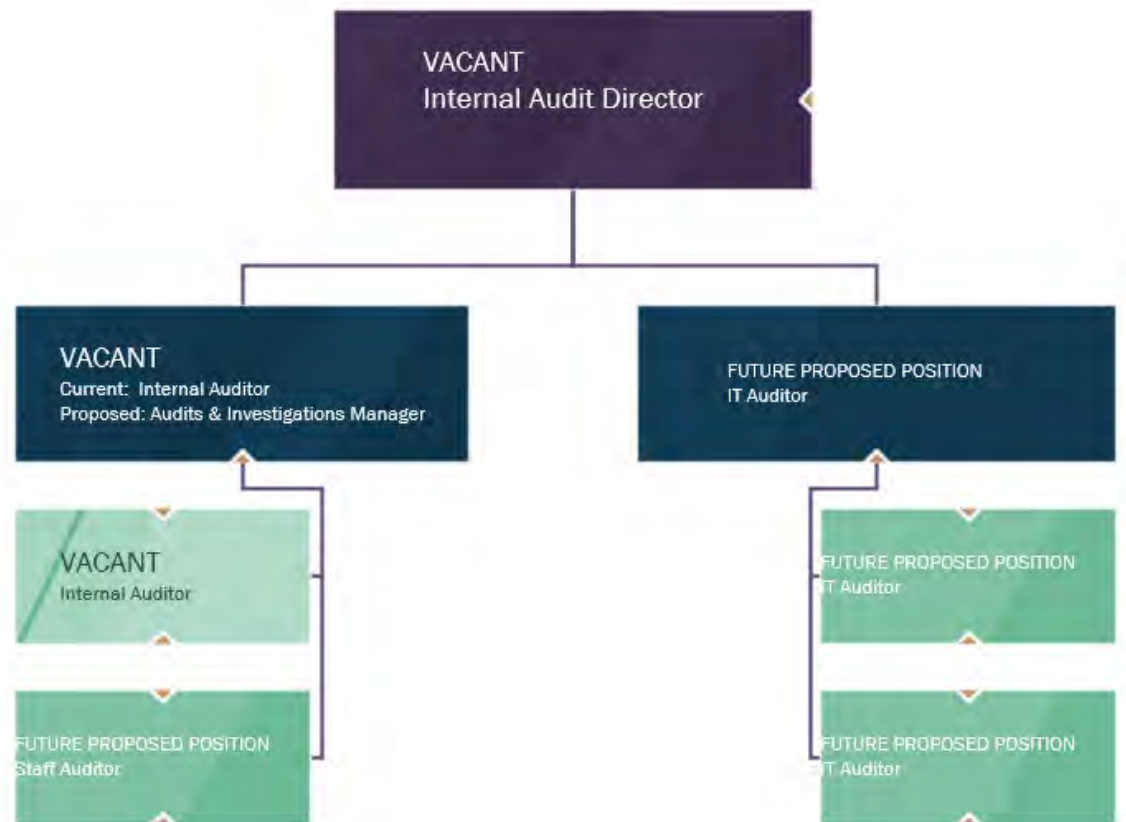 VACANT
Internal Audit Director
VACANT
Current: Internal Auditor
Proposed: Audits & Investigations Manager
FUTURE PROPOSED POSITION
IT Auditor
VACANT
Internal Auditor
FUTURE PROPOSED POSITION
IT Auditor
FUTURE PROPOSED POSITION
Staff Auditor
FUTURE PROPOSED POSITION
IT Auditor